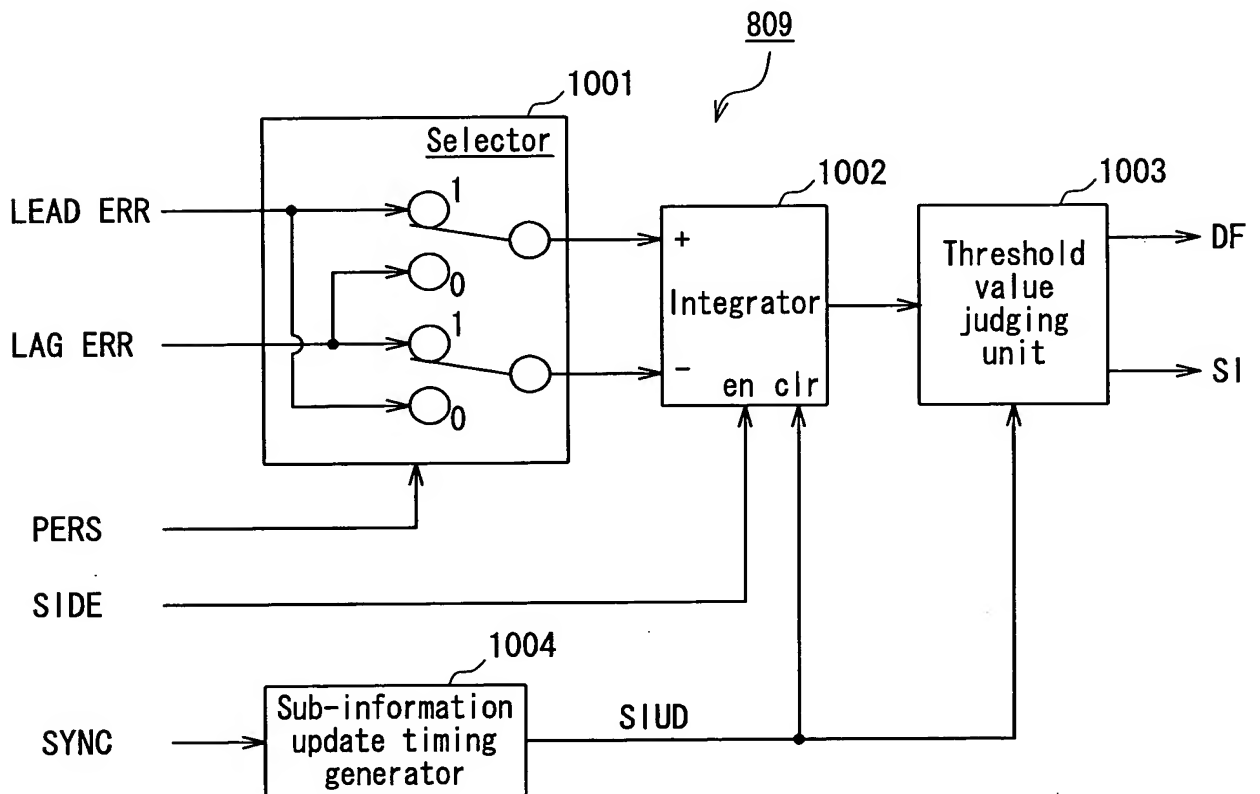 809
1001
Selector
1
0
1
0
LEAD ERR
LAG ERR
PERS
SIDE
SYNC
1002
+
Integrator
-
en clr
1003
Threshold
value
judging
unit
DF
SI
1004
Sub-information
update timing
generator
SIUD